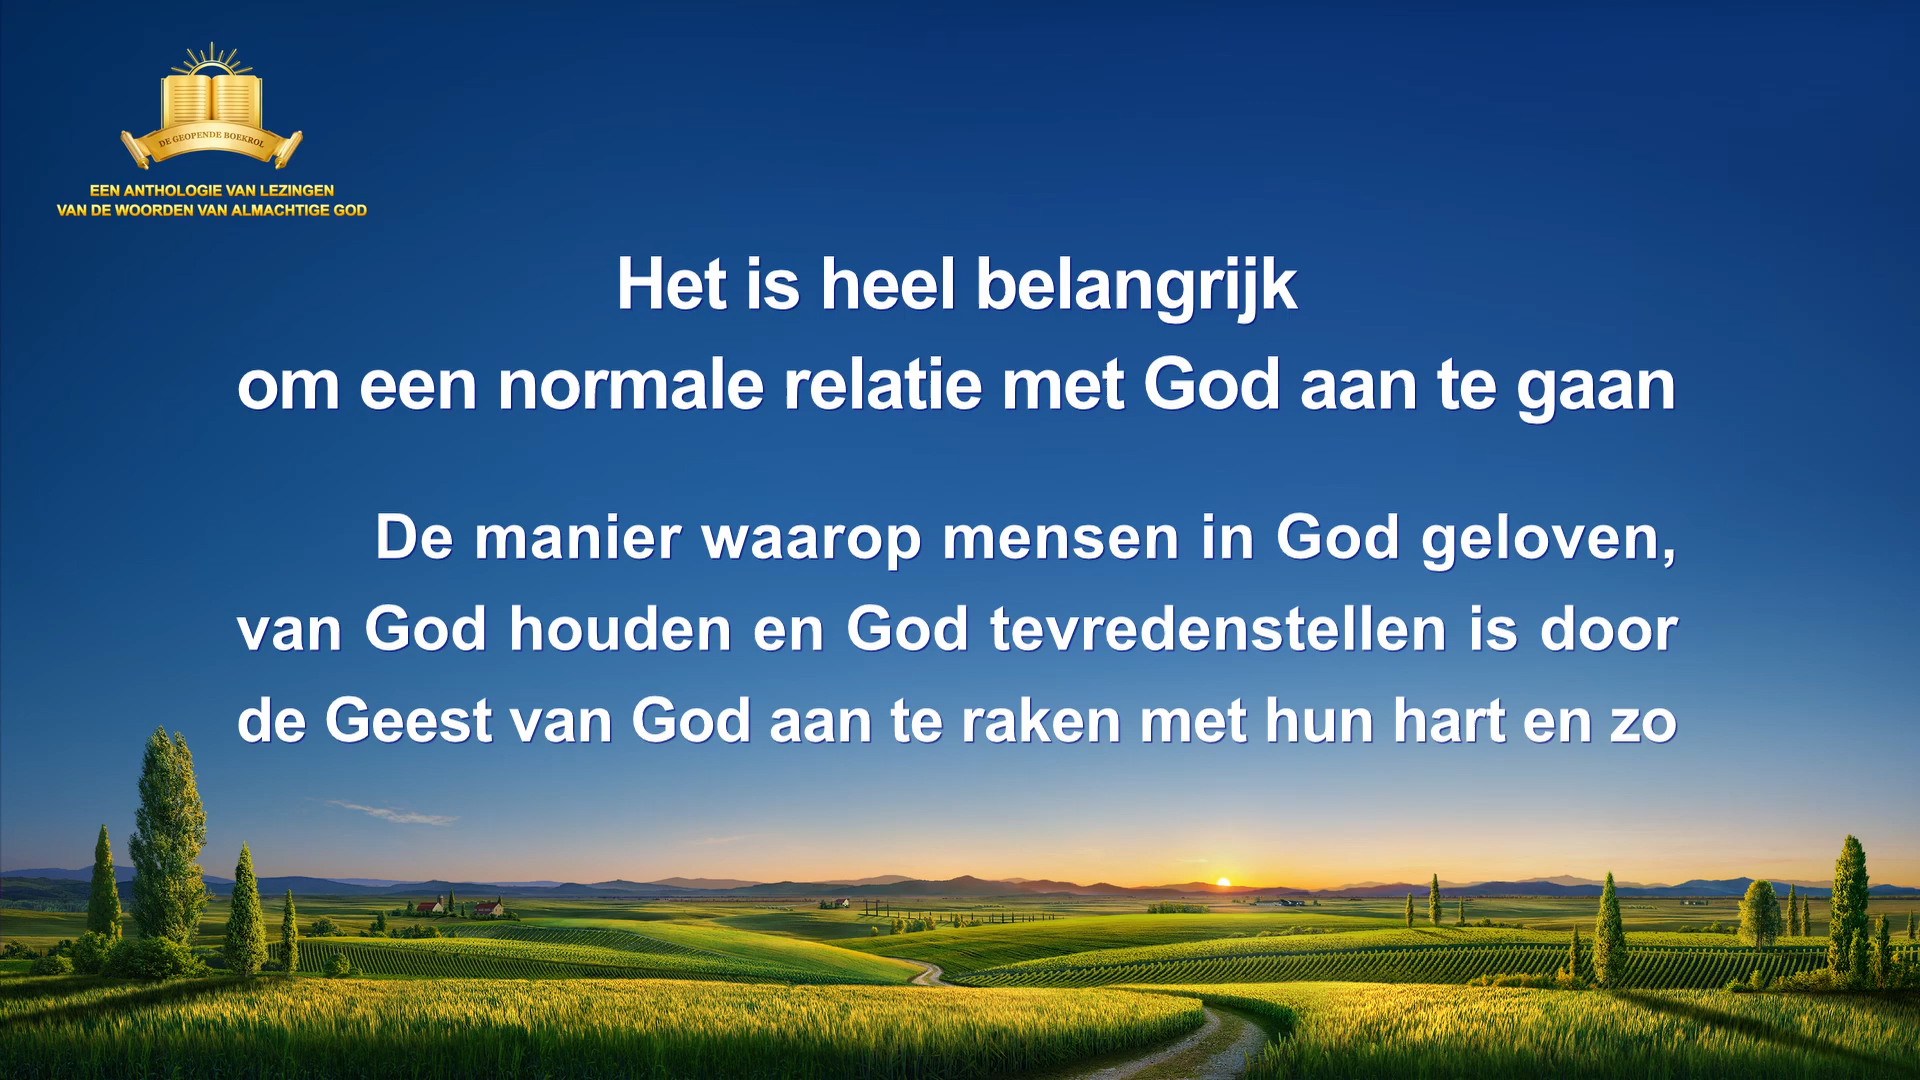 DE GEOPENDE BOEKROL
EEN ANTHOLOGIE VAN LEZINGEN
VAN DE WOORDEN VAN ALMACHTIGE GOD
Het is heel belangrijk
om een normale relatie met God aan te gaan
De manier waarop mensen in God geloven,
van God houden en God tevredenstellen is door
de Geest van God aan te raken met hun hart en zo